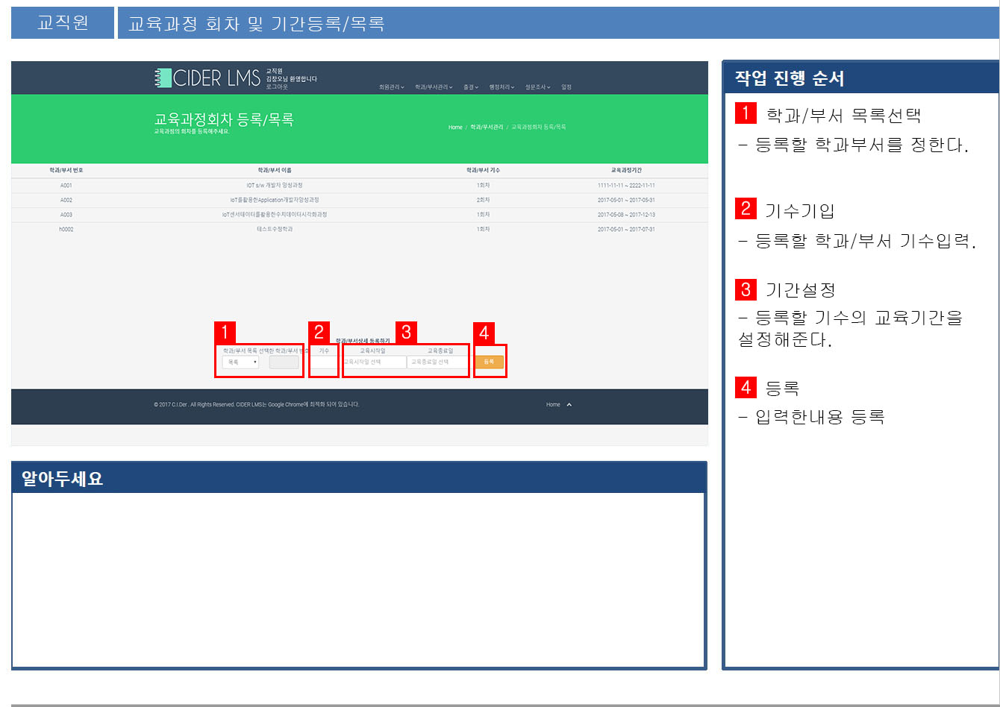 교직원
교육과정 회차 및 기간등록/목록
CIDER LMS
교직원
김창오님 환영합니다
로그아웃
회원관리
학과/부서관리
출결
행정처리
설문조사
일정
교육과정회차 등록/목록
교육과정의 회차를 등록해주세요.
Home / 학과/부서관리 / 교육과정회차 등록/목록
학과/부서 번호 학과/부서 이름 학과/부서 기수 교육과정기간
A001 IOT s/w 개발자 양성과정 1회차 1111-11-11 ~ 2222-11-11
A002 IoT를활용한Application개발자양성과정 2회차 2017-05-01 ~ 2017-05-31
A003 IoT센서테이터를활용한수치데이터시각화과정 1회차 2017-05-08 ~ 2017-12-13
h0002 테스트수정학과 1회차 2017-05-01 ~ 2017-07-31
1 2 3 4
학과/부서상세 등록하기
학과/부서 목록 선택한 학과/부서 번호 기수 교육시작일 교육종료일
목록 교육시작일 선택 교육종료일 선택 등록
© 2017 C.I.Der . All Rights Reserved. CIDER LMS는 Google Chrome에 최적화 되어 있습니다.
Home
알아두세요
작업 진행 순서
1 학과/부서 목록선택
- 등록할 학과부서를 정한다.
2 기수기입
- 등록할 학과/부서 기수입력.
3 기간설정
- 등록할 기수의 교육기간을
설정해준다.
4 등록
- 입력한내용 등록